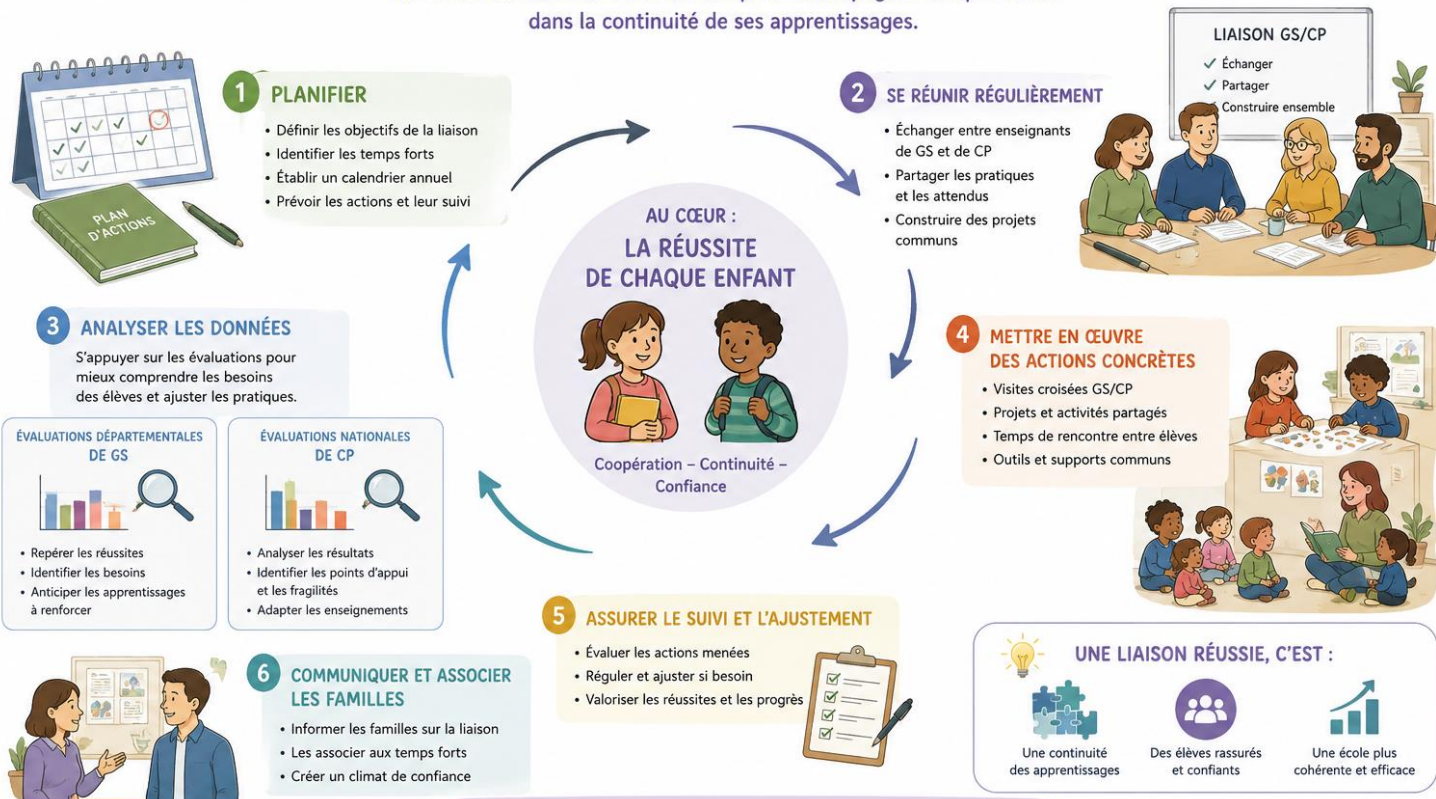 dans la continuité de ses apprentissages.
1 PLANIFIER
• Définir les objectifs de la liaison
• Identifier les temps forts
• Établir un calendrier annuel
• Prévoir les actions et leur suivi
PLAN
D'ACTIONS
2 SE RÉUNIR RÉGULIÈREMENT
• Échanger entre enseignants
de GS et de CP
• Partager les pratiques
et les attendus
• Construire des projets
communs
LIAISON GS/CP
✓ Échanger
✓ Partager
Construire ensemble
AU CŒUR :
LA RÉUSSITE
DE CHAQUE ENFANT
Coopération – Continuité –
Confiance
3 ANALYSER LES DONNÉES
S'appuyer sur les évaluations pour
mieux comprendre les besoins
des élèves et ajuster les pratiques.
ÉVALUATIONS DÉPARTEMENTALES
DE GS
• Repérer les réussites
• Identifier les besoins
• Anticiper les apprentissages
à renforcer
ÉVALUATIONS NATIONALES
DE CP
• Analyser les résultats
• Identifier les points d'appui
et les fragilités
• Adapter les enseignements
4 METTRE EN ŒUVRE
DES ACTIONS CONCRÈTES
• Visites croisées GS/CP
• Projets et activités partagés
• Temps de rencontre entre élèves
• Outils et supports communs
5 ASSURER LE SUIVI ET L'AJUSTEMENT
• Évaluer les actions menées
• Réguler et ajuster si besoin
• Valoriser les réussites et les progrès
6 COMMUNIQUER ET ASSOCIER
LES FAMILLES
• Informer les familles sur la liaison
• Les associer aux temps forts
• Créer un climat de confiance
UNE LIAISON RÉUSSIE, C'EST :
Une continuité
des apprentissages
Des élèves rassurés
et confiants
Une école plus
cohérente et efficace